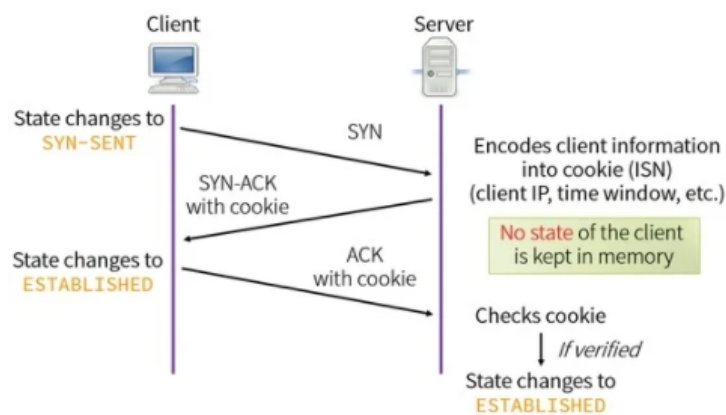 Client
Server
State changes to
SYN-SENT
SYN
Encodes client information
into cookie (ISN)
(client IP, time window, etc.)
SYN-ACK
with cookie
No state of the client
is kept in memory
State changes to
ESTABLISHED
ACK
with cookie
Checks cookie
If verified
State changes to
ESTABLISHED